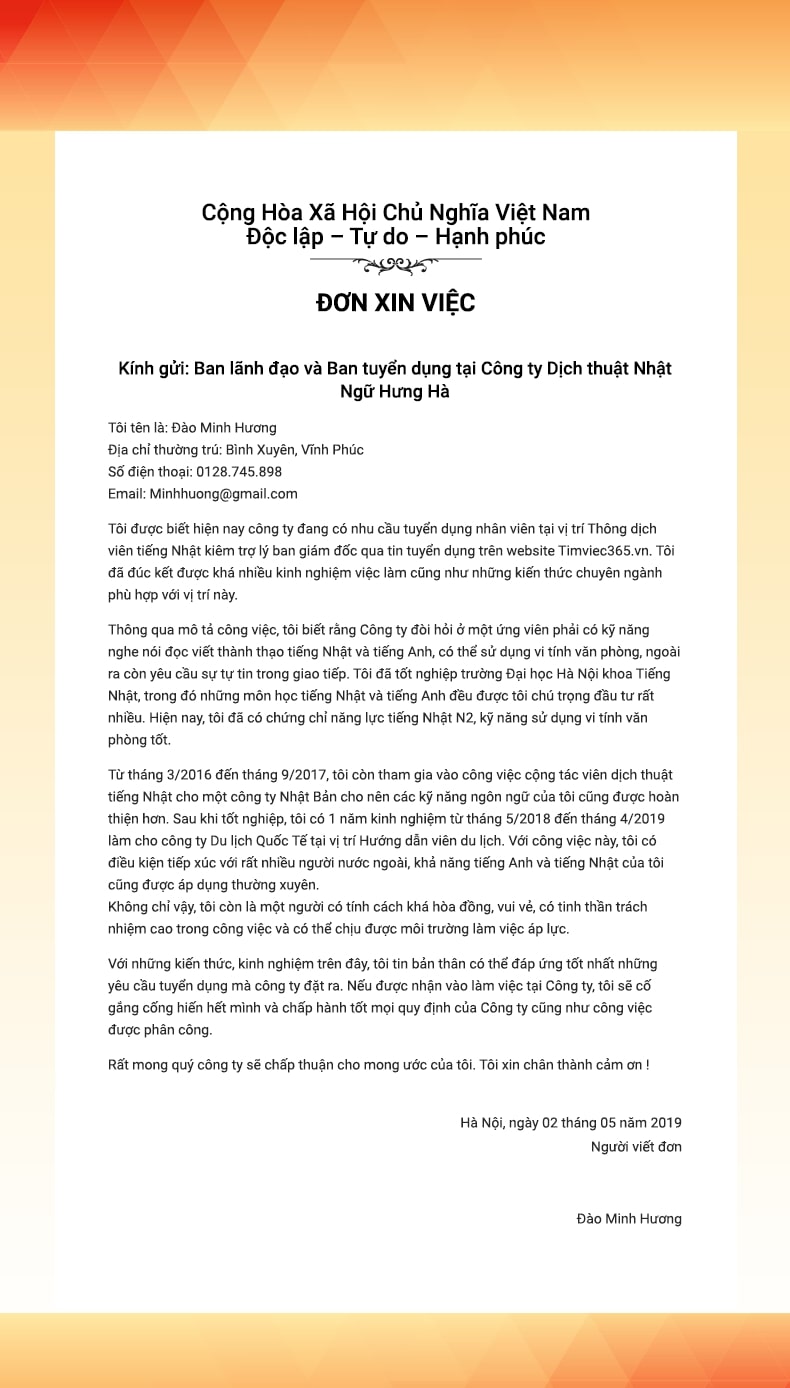 Cộng Hòa Xã Hội Chủ Nghĩa Việt Nam
Độc lập – Tự do – Hạnh phúc
ĐƠN XIN VIỆC
Kính gửi: Ban lãnh đạo và Ban tuyển dụng tại Công ty Dịch thuật Nhật
Ngữ Hưng Hà
Tôi tên là: Đào Minh Hương
Địa chỉ thường trú: Bình Xuyên, Vĩnh Phúc
Số điện thoại: 0128.745.898
Email: Minhhuong@gmail.com
Tôi được biết hiện nay công ty đang có nhu cầu tuyển dụng nhân viên tại vị trí Thông dịch
viên tiếng Nhật kiêm trợ lý ban giám đốc qua tin tuyển dụng trên website Timviec365.vn. Tôi
đã đúc kết được khá nhiều kinh nghiệm việc làm cũng như những kiến thức chuyên ngành
phù hợp với vị trí này.
Thông qua mô tả công việc, tôi biết rằng Công ty đòi hỏi ở một ứng viên phải có kỹ năng
nghe nói đọc viết thành thạo tiếng Nhật và tiếng Anh, có thể sử dụng vi tính văn phòng, ngoài
ra còn yêu cầu sự tự tin trong giao tiếp. Tôi đã tốt nghiệp trường Đại học Hà Nội khoa Tiếng
Nhật, trong đó những môn học tiếng Nhật và tiếng Anh đều được tôi chú trọng đầu tư rất
nhiều. Hiện nay, tôi đã có chứng chỉ năng lực tiếng Nhật N2, kỹ năng sử dụng vi tính văn
phòng tốt.
Từ tháng 3/2016 đến tháng 9/2017, tôi còn tham gia vào công việc cộng tác viên dịch thuật
tiếng Nhật cho một công ty Nhật Bản cho nên các kỹ năng ngôn ngữ của tôi cũng được hoàn
thiện hơn. Sau khi tốt nghiệp, tôi có 1 năm kinh nghiệm từ tháng 5/2018 đến tháng 4/2019
làm cho công ty Du lịch Quốc Tế tại vị trí Hướng dẫn viên du lịch. Với công việc này, tôi có
điều kiện tiếp xúc với rất nhiều người nước ngoài, khả năng tiếng Anh và tiếng Nhật của tôi
cũng được áp dụng thường xuyên.
Không chỉ vậy, tôi còn là một người có tính cách khá hòa đồng, vui vẻ, có tinh thần trách
nhiệm cao trong công việc và có thể chịu được môi trường làm việc áp lực.
Với những kiến thức, kinh nghiệm trên đây, tôi tin bản thân có thể đáp ứng tốt nhất những
yêu cầu tuyển dụng mà công ty đặt ra. Nếu được nhận vào làm việc tại Công ty, tôi sẽ cố
gắng cống hiến hết mình và chấp hành tốt mọi quy định của Công ty cũng như công việc
được phân công.
Rất mong quý công ty sẽ chấp thuận cho mong ước của tôi. Tôi xin chân thành cảm ơn !
Hà Nội, ngày 02 tháng 05 năm 2019
Người viết đơn
Đào Minh Hương